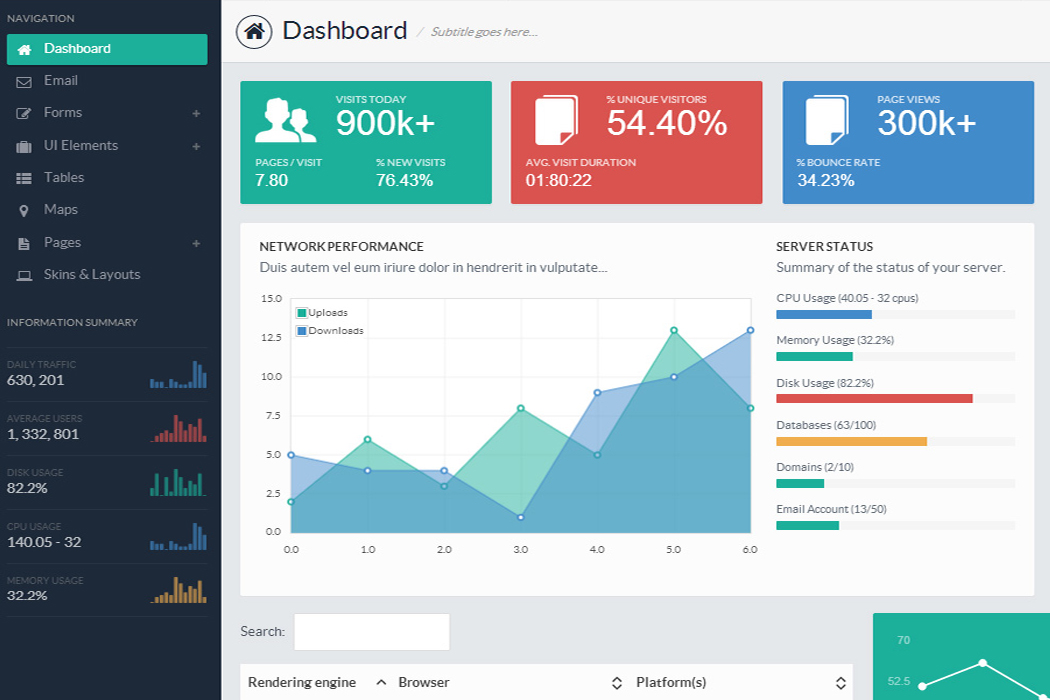 NAVIGATION
Dashboard
Email
Forms +
UI Elements +
Tables
Maps
Pages +
Skins & Layouts
INFORMATION SUMMARY
DAILY TRAFFIC
630, 201
AVERAGE USERS
1, 332, 801
DISK USAGE
82.2%
CPU USAGE
140.05 - 32
MEMORY USAGE
32.2%
Dashboard / Subtitle goes here...
VISITS TODAY
900k+
PAGES / VISIT % NEW VISITS
7.80 76.43%
% UNIQUE VISITORS
54.40%
AVG. VISIT DURATION
01:80:22
PAGE VIEWS
300k+
% BOUNCE RATE
34.23%
NETWORK PERFORMANCE
Duis autem vel eum iriure dolor in hendrerit in vulputate...
15.0
Uploads
Downloads
12.5
10.0
7.5
5.0
2.5
0.0
0.0 1.0 2.0 3.0 4.0 5.0 6.0
SERVER STATUS
Summary of the status of your server.
CPU Usage (40.05 - 32 cpus)
Memory Usage (32.2%)
Disk Usage (82.2%)
Databases (63/100)
Domains (2/10)
Email Account (13/50)
Search:
Rendering engine Browser Platform(s)
70
52.5